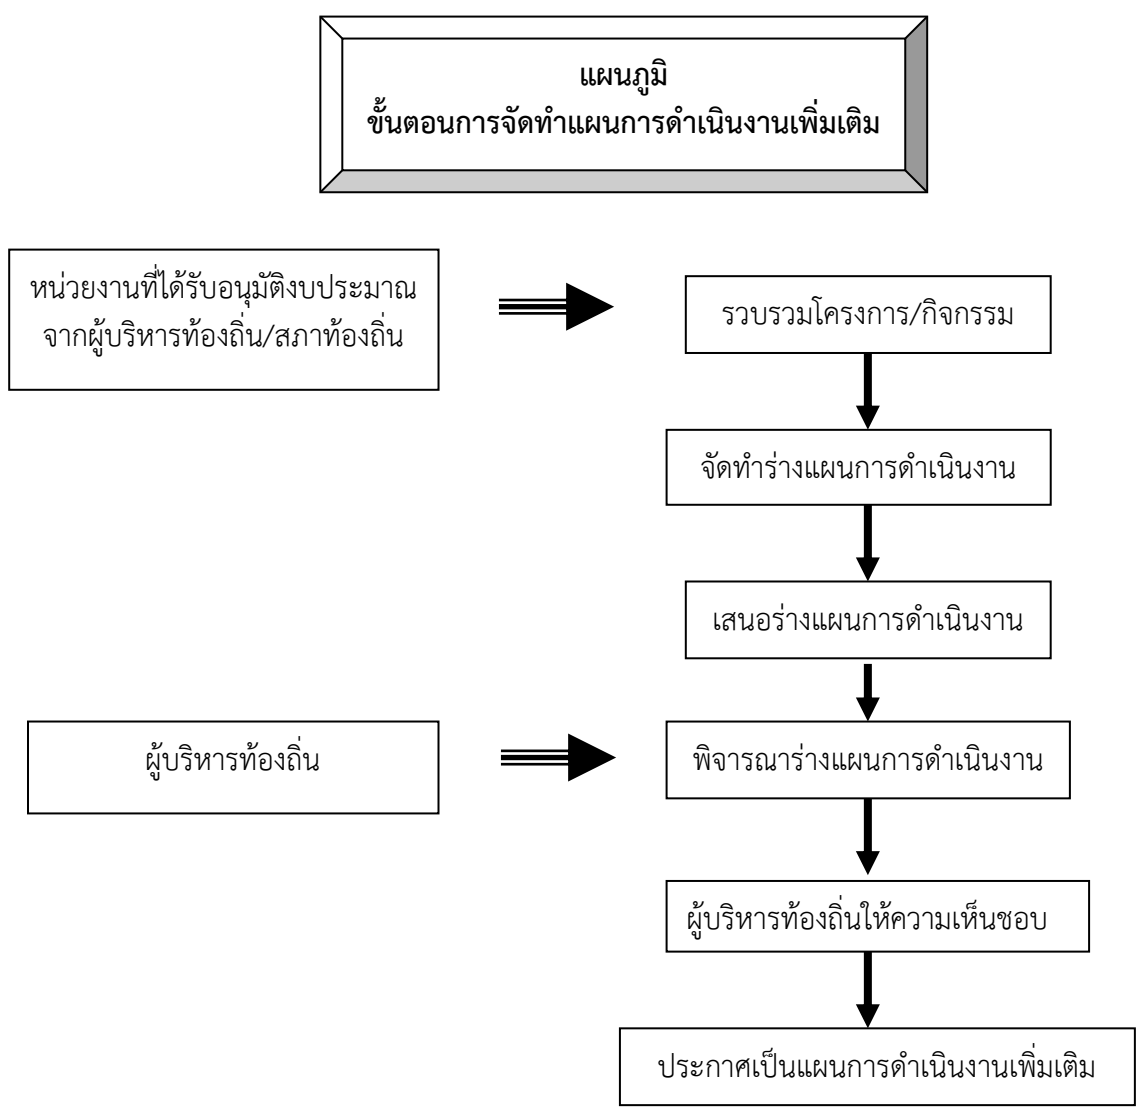 แผนภูมิ
ขั้นตอนการจัดทำแผนการดำเนินงานเพิ่มเติม
หน่วยงานที่ได้รับอนุมัติงบประมาณ
จากผู้บริหารท้องถิ่น/สภาท้องถิ่น
รวบรวมโครงการ/กิจกรรม
จัดทำร่างแผนการดำเนินงาน
เสนอร่างแผนการดำเนินงาน
ผู้บริหารท้องถิ่น
พิจารณาร่างแผนการดำเนินงาน
ผู้บริหารท้องถิ่นให้ความเห็นชอบ
ประกาศเป็นแผนการดำเนินงานเพิ่มเติม